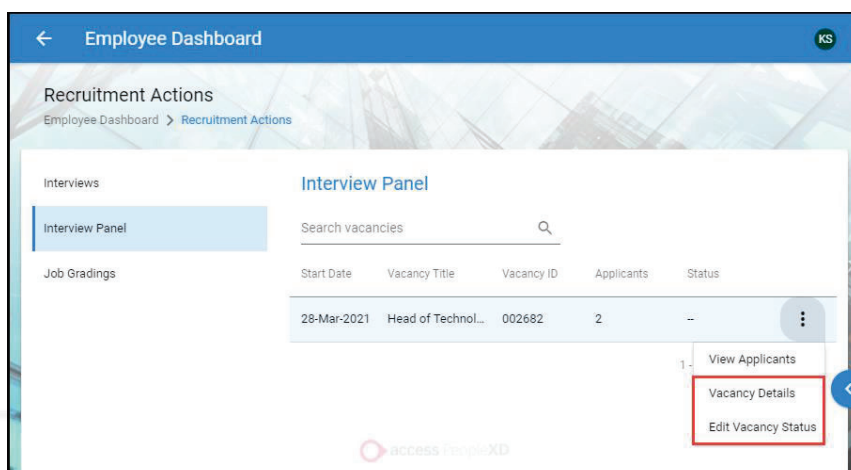 Employee Dashboard
KS
Recruitment Actions
Employee Dashboard > Recruitment Actions
Interviews
Interview Panel
Job Gradings
Interview Panel
Search vacancies
Start Date Vacancy Title Vacancy ID Applicants Status
28-Mar-2021 Head of Technol... 002682 2 --
1 -
View Applicants
Vacancy Details
Edit Vacancy Status
access PeopleXD